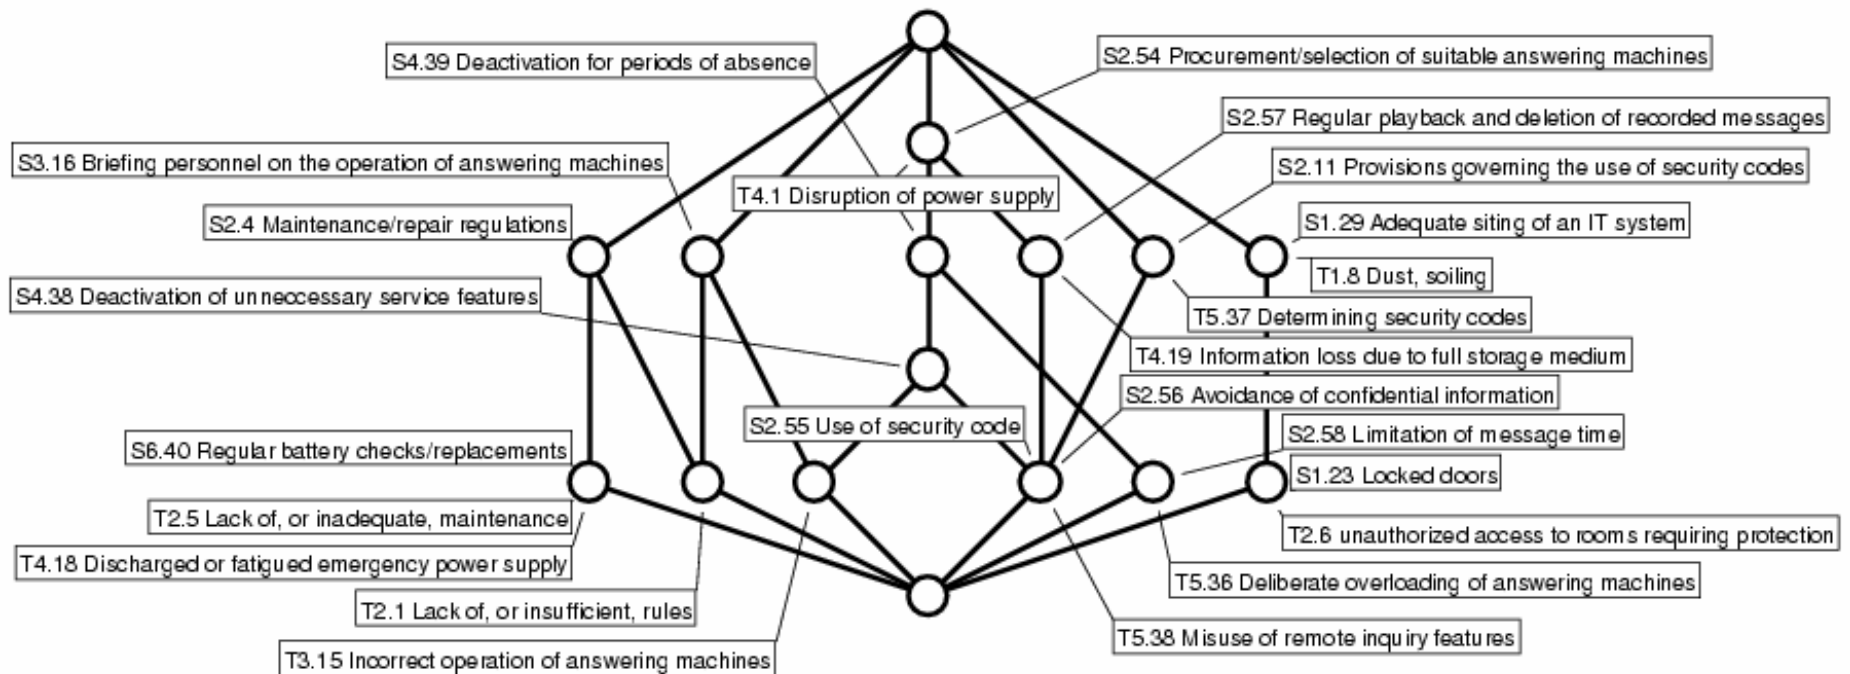 S4.39 Deactivation for periods of absence
S2.54 Procurement/selection of suitable answering machines
S2.57 Regular playback and deletion of recorded messages
S3.16 Briefing personnel on the operation of answering machines
S2.11 Provisions governing the use of security codes
T4.1 Disruption of power supply
S2.4 Maintenance/repair regulations
S1.29 Adequate siting of an IT system
T1.8 Dust, soiling
S4.38 Deactivation of unneccessary service features
T5.37 Determining security codes
T4.19 Information loss due to full storage medium
S2.56 Avoidance of confidential information
S2.55 Use of security code
S2.58 Limitation of message time
S6.40 Regular battery checks/replacements
S1.23 Locked doors
T2.5 Lack of, or inadequate, maintenance
T2.6 unauthorized access to rooms requiring protection
T4.18 Discharged or fatigued emergency power supply
T5.36 Deliberate overloading of answering machines
T2.1 Lack of, or insufficient, rules
T5.38 Misuse of remote inquiry features
T3.15 Incorrect operation of answering machines